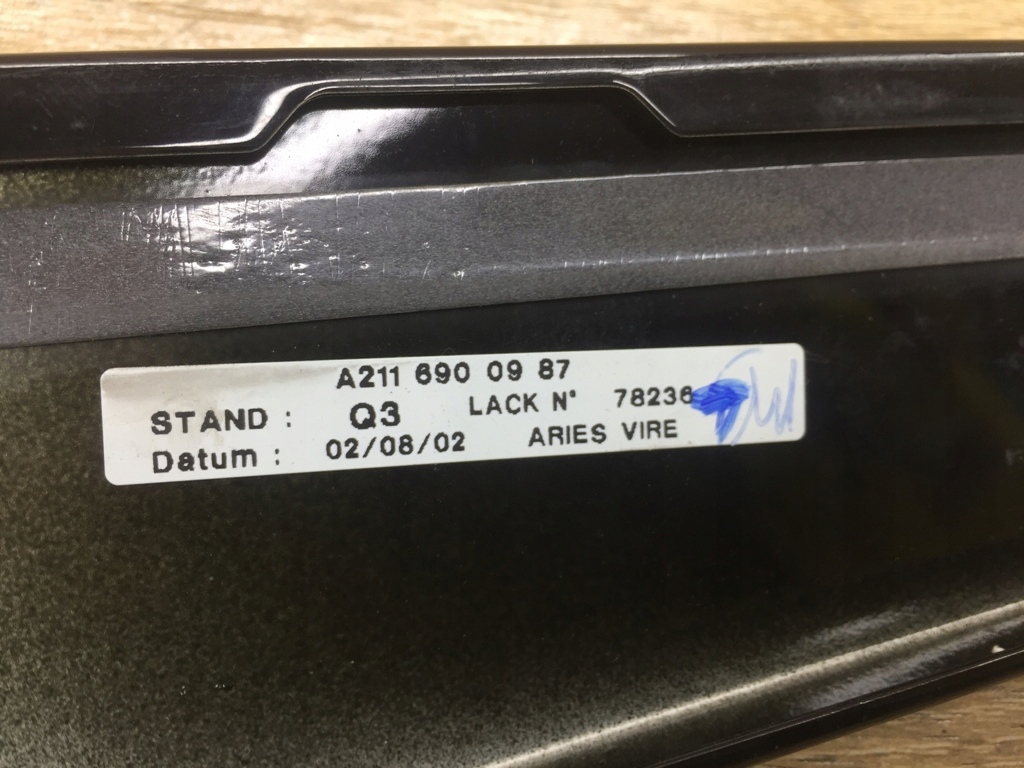 A211 690 09 87
STAND : Q3 LACK N° 78236
Datum : 02/08/02 ARIES VIRE